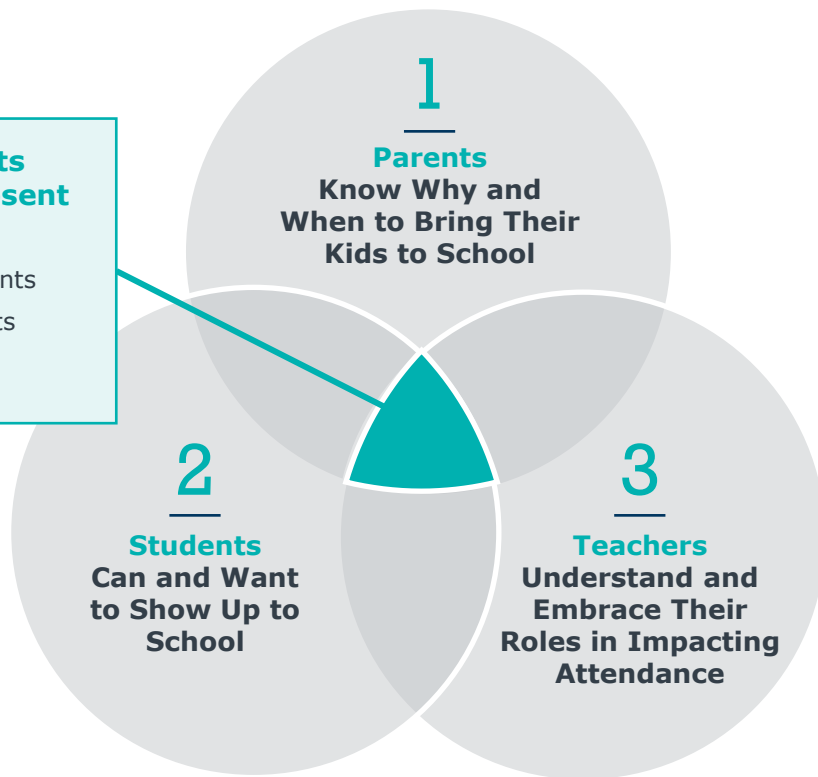 1
Parents
Know Why and
When to Bring Their
Kids to School
2
Students
Can and Want
to Show Up to
School
3
Teachers
Understand and
Embrace Their
Roles in Impacting
Attendance